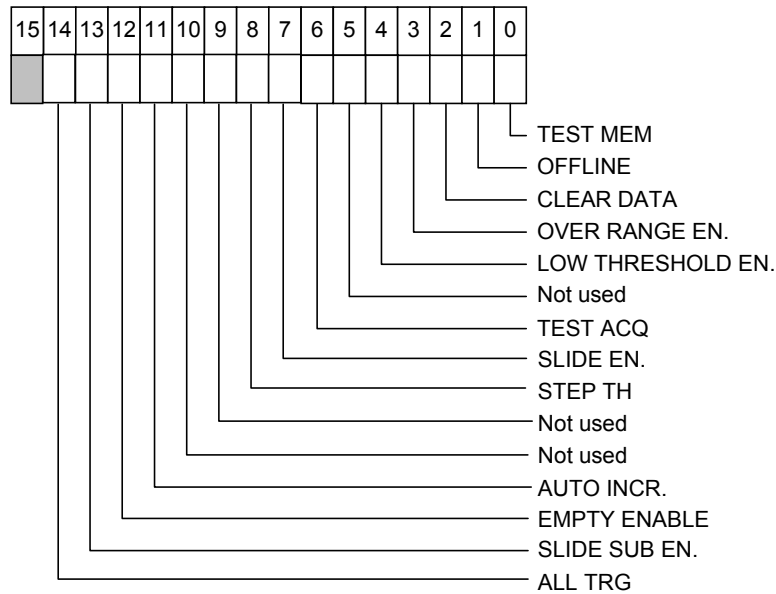 15 14 13 12 11 10 9 8 7 6 5 4 3 2 1 0
TEST MEM
OFFLINE
CLEAR DATA
OVER RANGE EN.
LOW THRESHOLD EN.
Not used
TEST ACQ
SLIDE EN.
STEP TH
Not used
Not used
AUTO INCR.
EMPTY ENABLE
SLIDE SUB EN.
ALL TRG